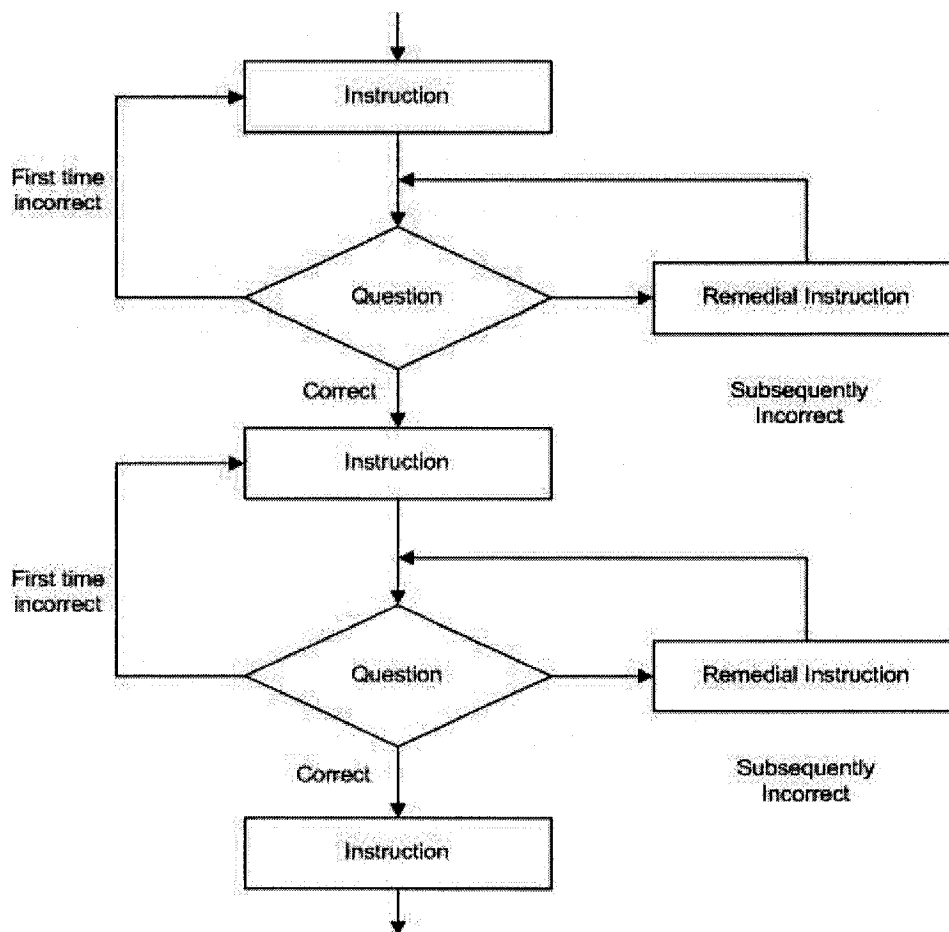 Instruction
First time
incorrect
Question
Remedial Instruction
Correct
Subsequently
Incorrect
Instruction
First time
incorrect
Question
Remedial Instruction
Correct
Subsequently
Incorrect
Instruction